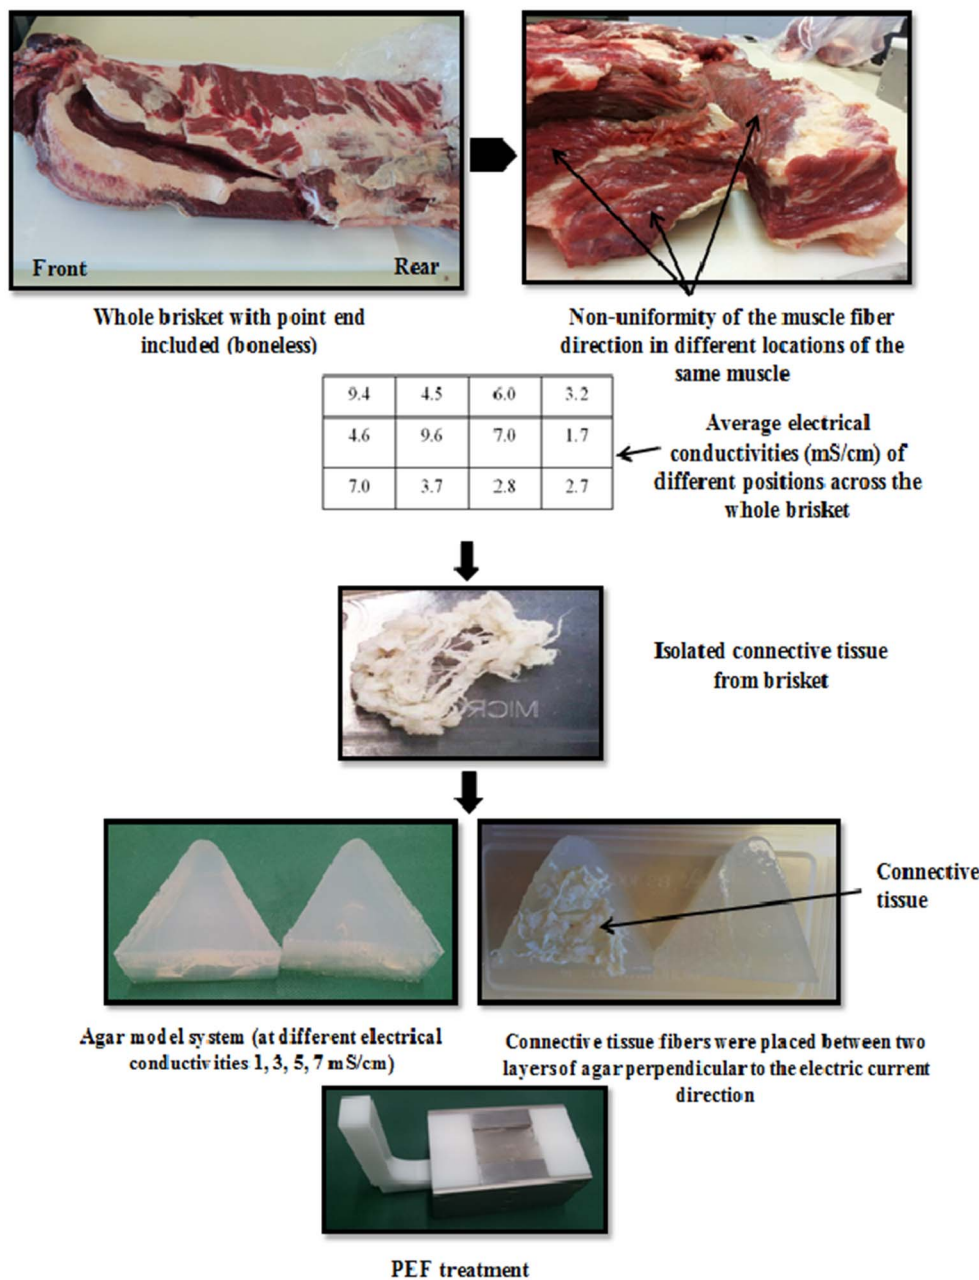 Front
Rear
Whole brisket with point end
included (boneless)
Non-uniformity of the muscle fiber
direction in different locations of the
same muscle
9.4 4.5 6.0 3.2
4.6 9.6 7.0 1.7
7.0 3.7 2.8 2.7
Average electrical
conductivities (mS/cm) of
different positions across the
whole brisket
Isolated connective tissue
from brisket
Connective
tissue
Agar model system (at different electrical
conductivities 1, 3, 5, 7 mS/cm)
Connective tissue fibers were placed between two
layers of agar perpendicular to the electric current
direction
PEF treatment